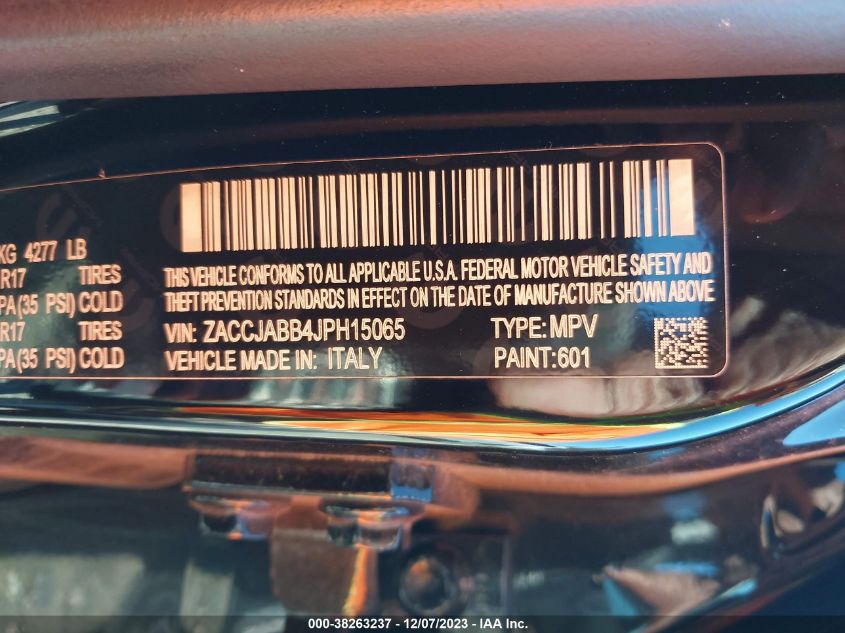 KG 4277 LB
R17 TIRES
PA(35 PSI) COLD
R17 TIRES
PA(35 PSI) COLD
THIS VEHICLE CONFORMS TO ALL APPLICABLE U.S.A. FEDERAL MOTOR VEHICLE SAFETY AND
THEFT PREVENTION STANDARDS IN EFFECT ON THE DATE OF MANUFACTURE SHOWN ABOVE
VIN: ZACCJABB4JPH15065 TYPE: MPV
VEHICLE MADE IN: ITALY PAINT:601
000-38263237 - 12/07/2023 - IAA Inc.